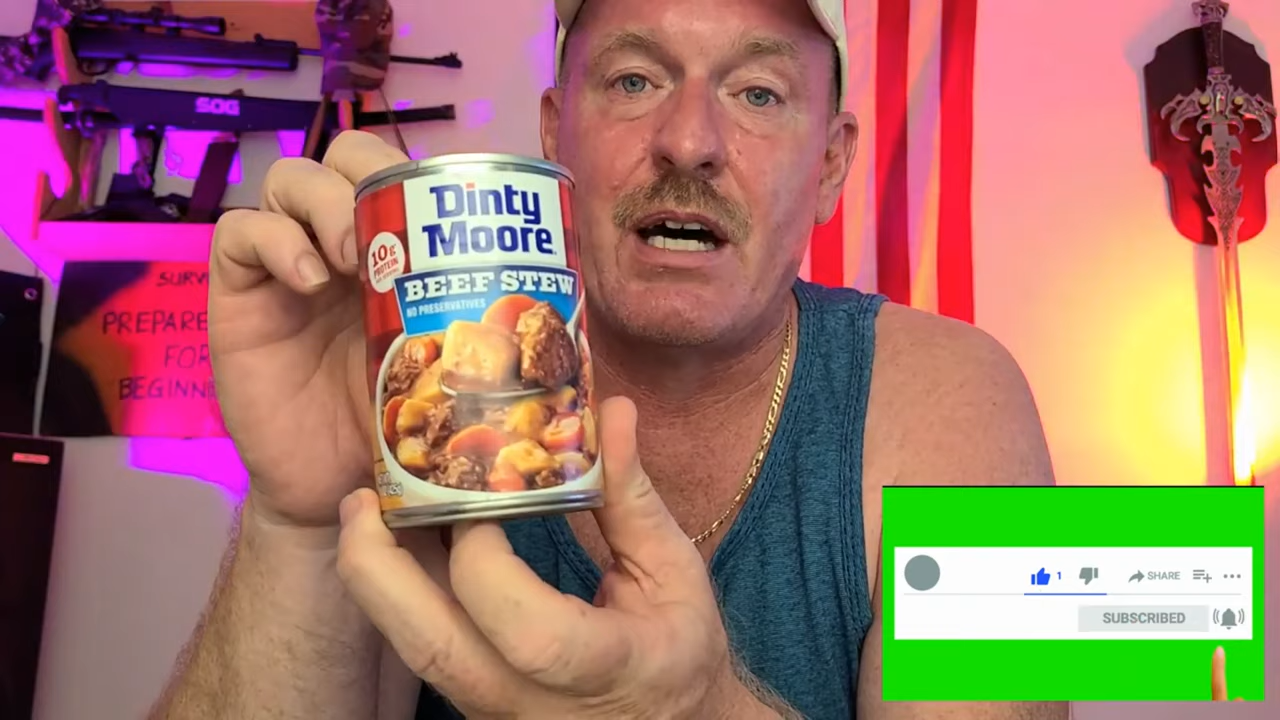 SOG
SURV
PREPARE
FOR
BEGINN
Dinty
Moore
10g
PROTEIN
BEEF STEW
NO PRESERVATIVES
1
SHARE
SUBSCRIBED